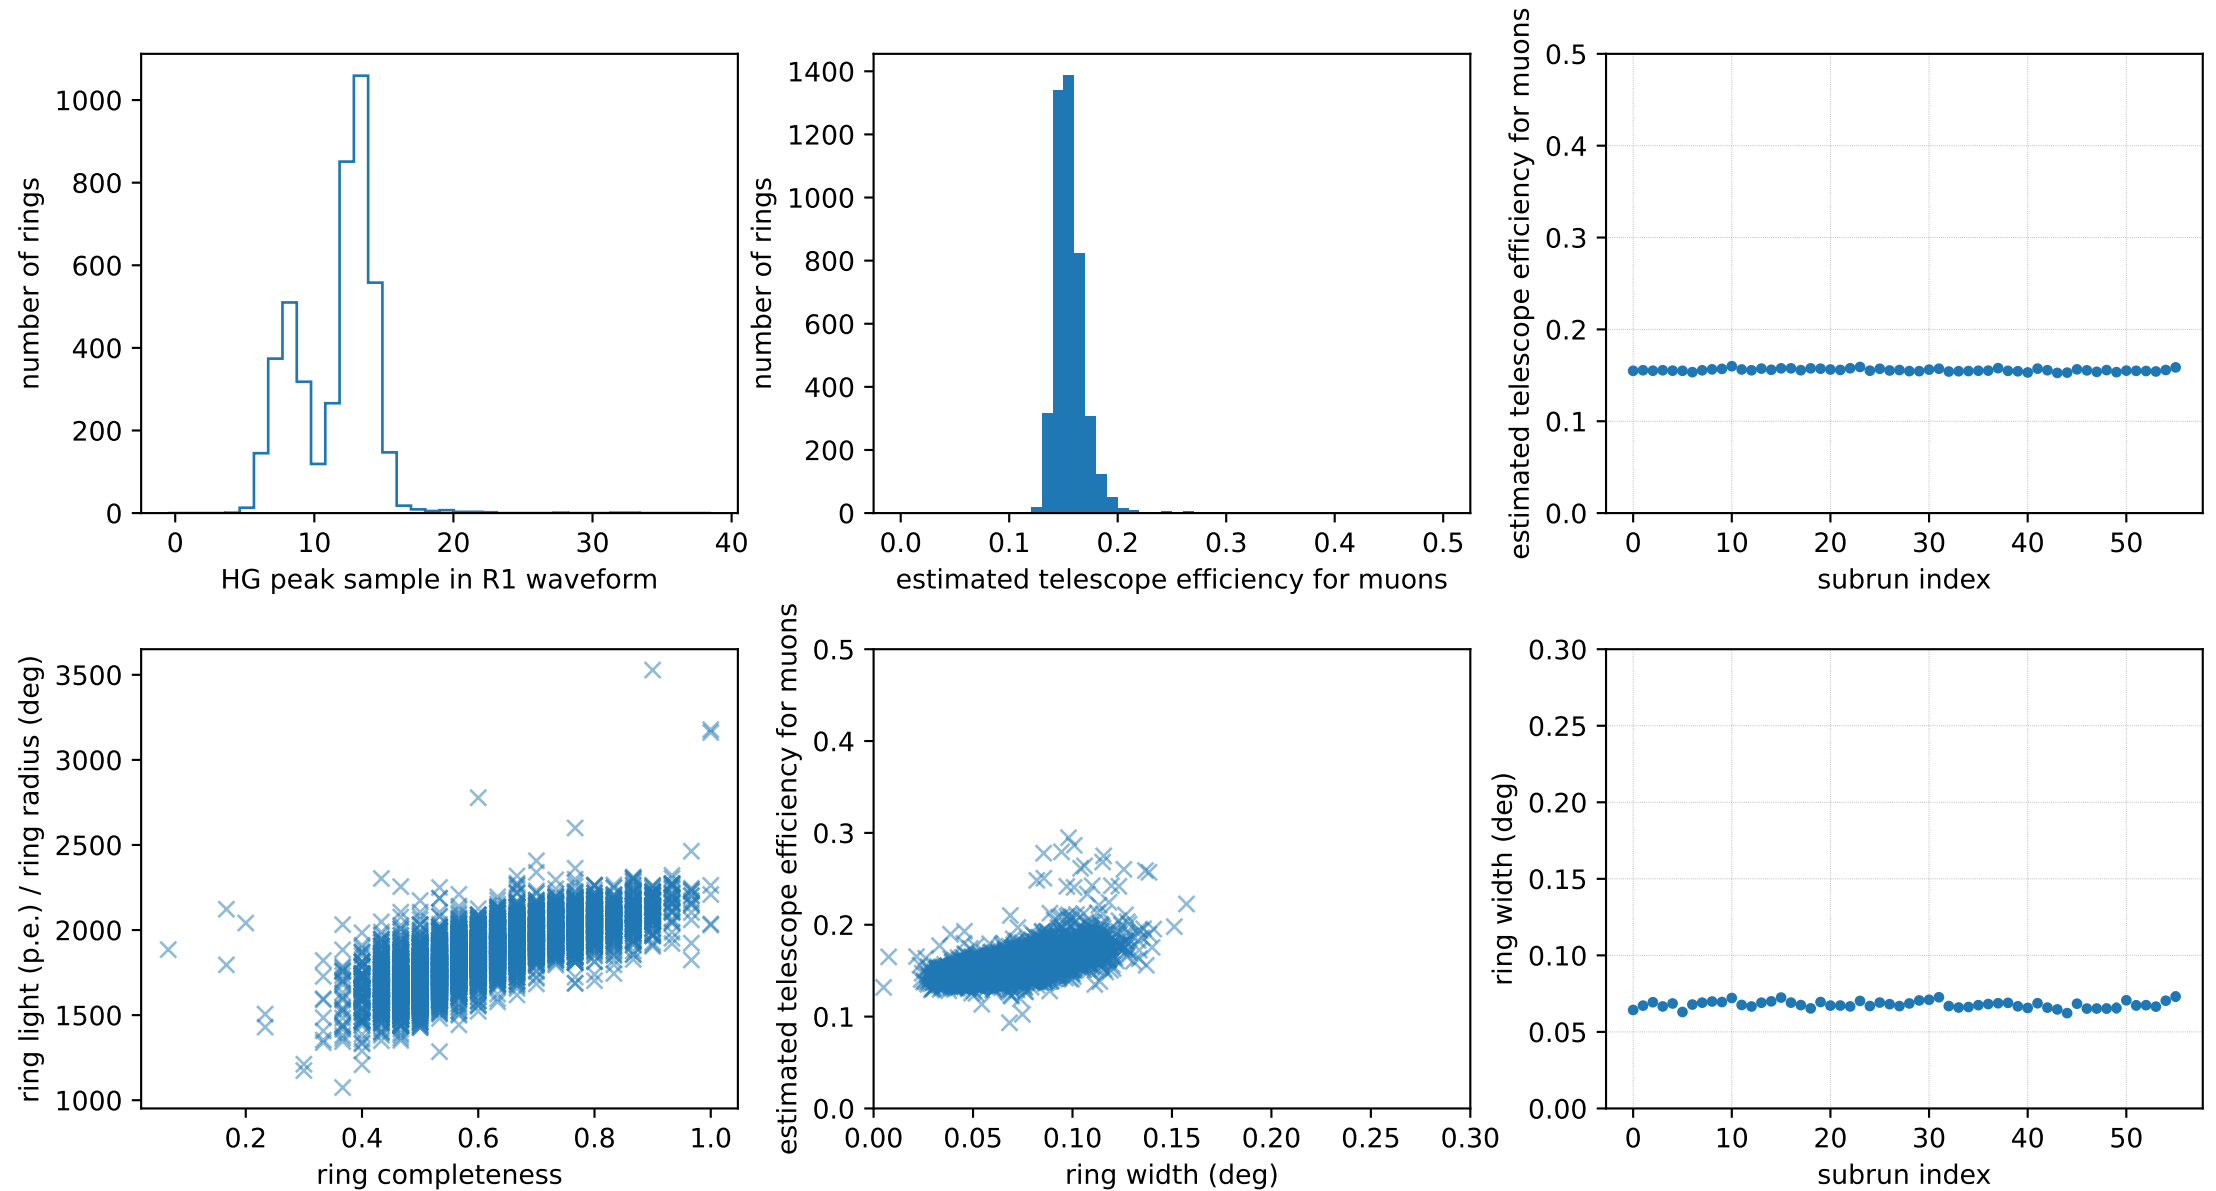 number of rings
1000
800
600
400
200
0
0 10 20 30 40
HG peak sample in R1 waveform
number of rings
1400
1200
1000
800
600
400
200
0
0.0 0.1 0.2 0.3 0.4 0.5
estimated telescope efficiency for muons
estimated telescope efficiency for muons
0.5
0.4
0.3
0.2
0.1
0.0
0 10 20 30 40 50
subrun index
ring light (p.e.) / ring radius (deg)
3500
3000
2500
2000
1500
1000
0.2 0.4 0.6 0.8 1.0
ring completeness
estimated telescope efficiency for muons
0.5
0.4
0.3
0.2
0.1
0.0
0.00 0.05 0.10 0.15 0.20 0.25 0.30
ring width (deg)
ring width (deg)
0.30
0.25
0.20
0.15
0.10
0.05
0.00
0 10 20 30 40 50
subrun index